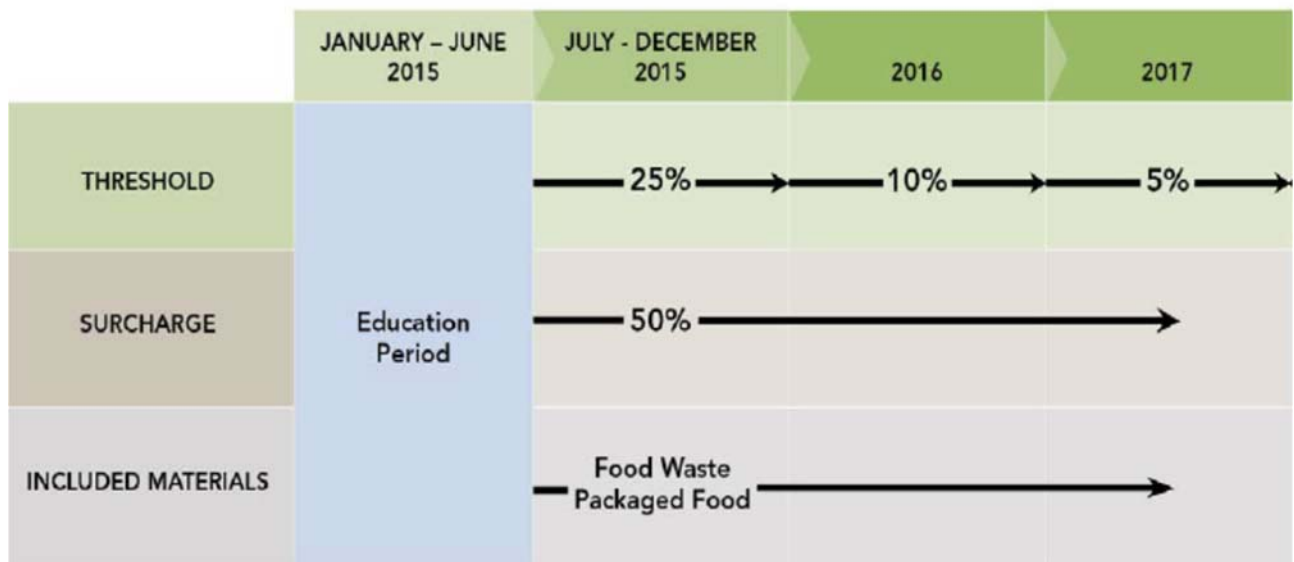 JANUARY – JUNE
2015
JULY - DECEMBER
2015
2016
2017
THRESHOLD
25%
10%
5%
SURCHARGE
Education
Period
50%
INCLUDED MATERIALS
Food Waste
Packaged Food